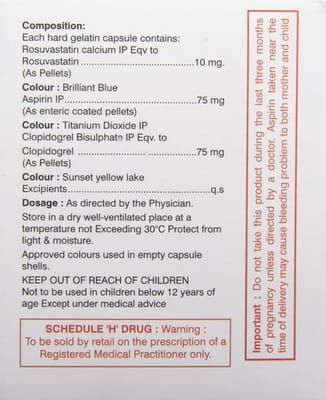 Composition:
Each hard gelatin capsule contains:
Rosuvastatin calcium IP Eqv to
Rosuvastatin.......................................10 mg.
(As Pellets)
Colour : Brilliant Blue
Aspirin IP..............................................75 mg
(As enteric coated pellets)
Colour : Titanium Dioxide IP
Clopidogrel Bisulphate IP Eqv. to
Clopidogrel .........................................75 mg
(As Pellets)
Colour : Sunset yellow lake
Excipients.................................................q.s
Dosage : As directed by the Physician.
Store in a dry well-ventilated place at a
temperature not Exceeding 30°C Protect from
light & moisture.
Approved colours used in empty capsule
shells.
KEEP OUT OF REACH OF CHILDREN
Not to be used in children below 12 years of
age Except under medical advice
SCHEDULE 'H' DRUG : Warning :
To be sold by retail on the prescription of a
Registered Medical Practitioner only.
Important : Do not take this product during the last three months
of pregnancy unless directed by a doctor. Aspirin taken near the
time of delivery may cause bleeding problem to both mother and child